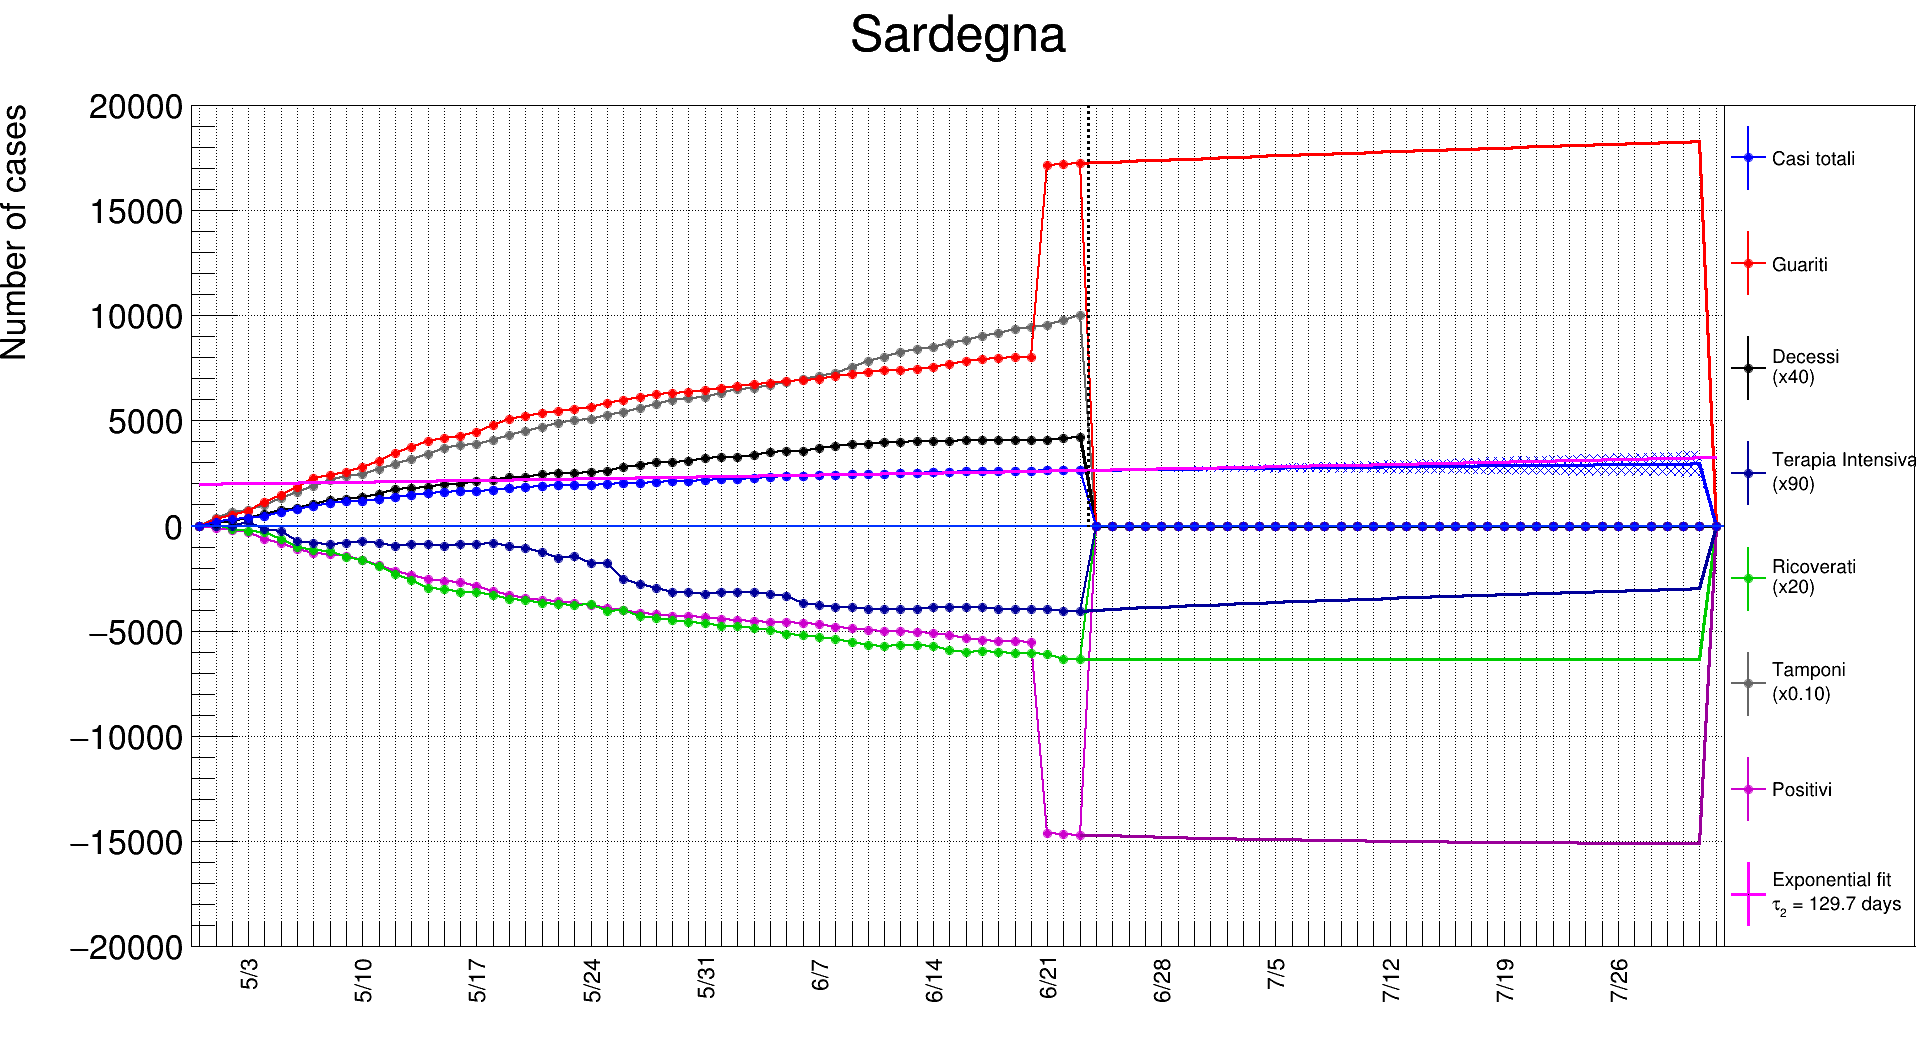 Sardegna
Number of cases
20000
15000
10000
5000
0
−5000
−10000
−15000
−20000
5/3
5/10
5/17
5/24
5/31
6/7
6/14
6/21
6/28
7/5
7/12
7/19
7/26
Casi totali
Guariti
Decessi
(x40)
Terapia Intensiva
(x90)
Ricoverati
(x20)
Tamponi
(x0.10)
Positivi
Exponential fit
τ2 = 129.7 days